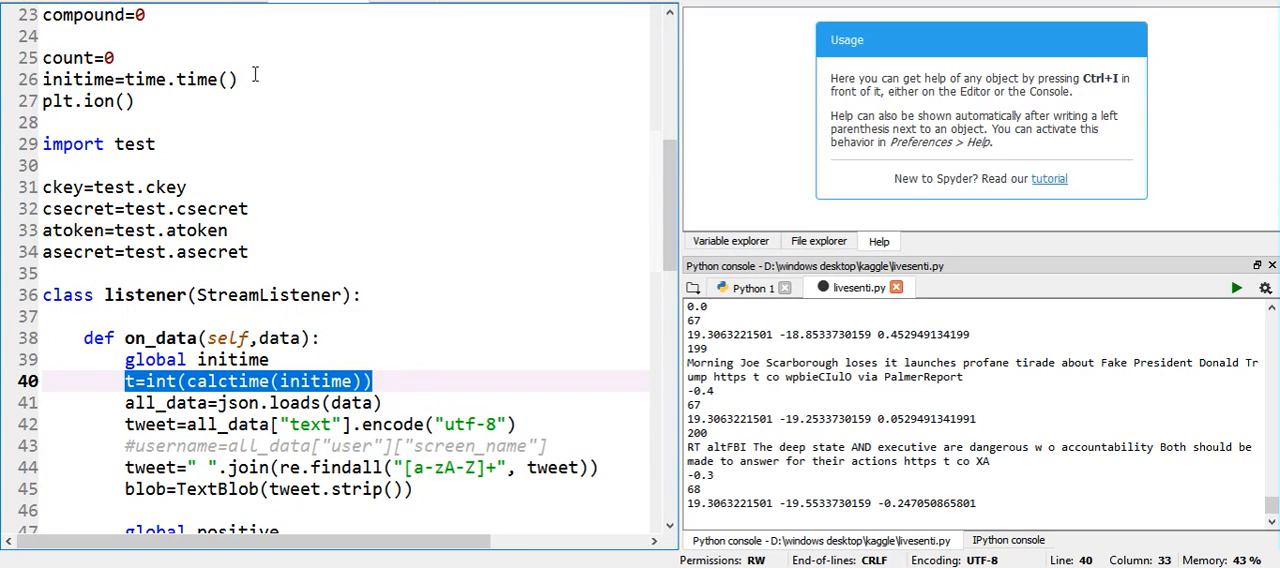 23 compound=0
24
25 count=0
26 initime=time.time()
27 plt.ion()
28
29 import test
30
31 ckey=test.ckey
32 csecret=test.csecret
33 atoken=test.atoken
34 asecret=test.asecret
35
36 class listener(StreamListener):
37
38 def on_data(self,data):
39 global initime
40 t=int(calctime(initime))
41 all_data=json.loads(data)
42 tweet=all_data["text"].encode("utf-8")
43 #username=all_data["user"]["screen_name"]
44 tweet=" ".join(re.findall("[a-zA-Z]+", tweet))
45 blob=TextBlob(tweet.strip())
46
47 global positive
Usage
Here you can get help of any object by pressing Ctrl+I in
front of it, either on the Editor or the Console.
Help can also be shown automatically after writing a left
parenthesis next to an object. You can activate this
behavior in Preferences > Help.
New to Spyder? Read our tutorial
Variable explorer File explorer Help
Python console - D:\windows desktop\kaggle\livesenti.py
Python 1 livesenti.py
0.0
67
19.3063221501 -18.8533730159 0.452949134199
199
Morning Joe Scarborough loses it launches profane tirade about Fake President Donald Tr
ump https t co wpbieCIulO via PalmerReport
-0.4
67
19.3063221501 -19.2533730159 0.0529491341991
200
RT altFBI The deep state AND executive are dangerous w o accountability Both should be
made to answer for their actions https t co XA
-0.3
68
19.3063221501 -19.5533730159 -0.247050865801
Python console - D:\windows desktop\kaggle\livesenti.py IPython console
Permissions: RW End-of-lines: CRLF Encoding: UTF-8 Line: 40 Column: 33 Memory: 43 %